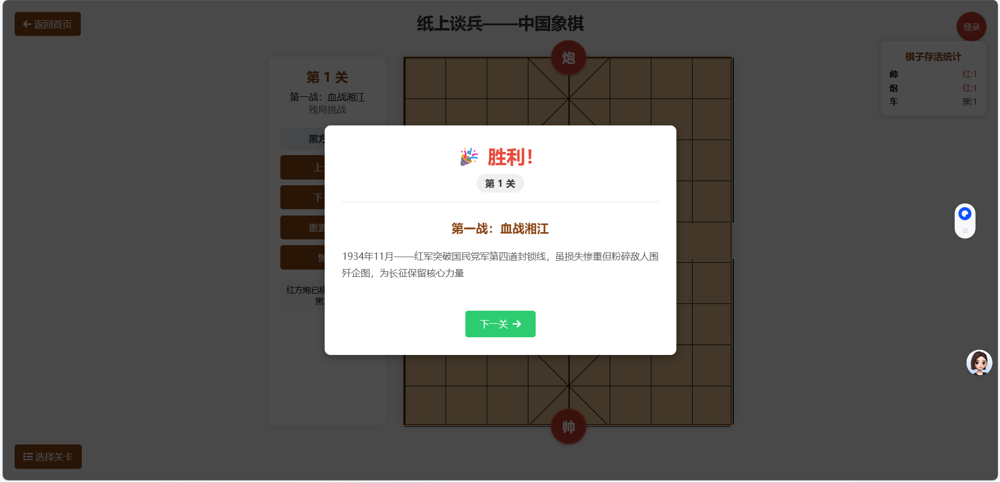 返回首页
纸上谈兵——中国象棋
登录
棋子存活统计
帅 红:1
炮 红:1
车 黑:1
炮
第 1 关
第一战：血战湘江
残局挑战
黑方
上一
下一
重置
悔
红方炮已移
黑
🎉 胜利！
第 1 关
第一战：血战湘江
1934年11月——红军突破国民党军第四道封锁线，虽损失惨重但粉碎敌人围
歼企图，为长征保留核心力量
下一关
帅
选择关卡